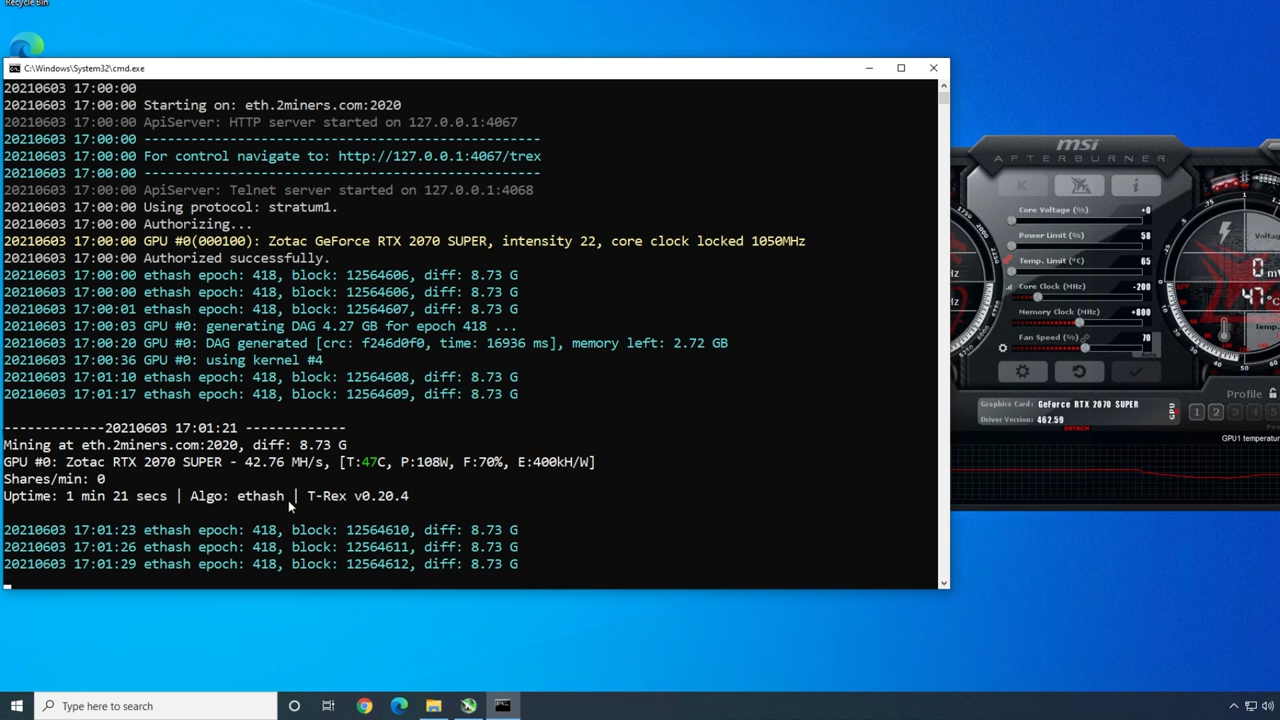 Recycle Bin
C:\Windows\System32\cmd.exe
20210603 17:00:00
20210603 17:00:00 Starting on: eth.2miners.com:2020
20210603 17:00:00 ApiServer: HTTP server started on 127.0.0.1:4067
20210603 17:00:00 ---------------------------------------------------
20210603 17:00:00 For control navigate to: http://127.0.0.1:4067/trex
20210603 17:00:00 ---------------------------------------------------
20210603 17:00:00 ApiServer: Telnet server started on 127.0.0.1:4068
20210603 17:00:00 Using protocol: stratum1.
20210603 17:00:00 Authorizing...
20210603 17:00:00 GPU #0(000100): Zotac GeForce RTX 2070 SUPER, intensity 22, core clock locked 1050MHz
20210603 17:00:00 Authorized successfully.
20210603 17:00:00 ethash epoch: 418, block: 12564606, diff: 8.73 G
20210603 17:00:00 ethash epoch: 418, block: 12564606, diff: 8.73 G
20210603 17:00:01 ethash epoch: 418, block: 12564607, diff: 8.73 G
20210603 17:00:03 GPU #0: generating DAG 4.27 GB for epoch 418 ...
20210603 17:00:20 GPU #0: DAG generated [crc: f246d0f0, time: 16936 ms], memory left: 2.72 GB
20210603 17:00:36 GPU #0: using kernel #4
20210603 17:01:10 ethash epoch: 418, block: 12564608, diff: 8.73 G
20210603 17:01:17 ethash epoch: 418, block: 12564609, diff: 8.73 G
-------------20210603 17:01:21 -------------
Mining at eth.2miners.com:2020, diff: 8.73 G
GPU #0: Zotac RTX 2070 SUPER - 42.76 MH/s, [T:47C, P:108W, F:70%, E:400kH/W]
Shares/min: 0
Uptime: 1 min 21 secs | Algo: ethash | T-Rex v0.20.4
20210603 17:01:23 ethash epoch: 418, block: 12564610, diff: 8.73 G
20210603 17:01:26 ethash epoch: 418, block: 12564611, diff: 8.73 G
20210603 17:01:29 ethash epoch: 418, block: 12564612, diff: 8.73 G
msi
AFTERBURNER
K
i
Core Voltage (%) +0
Power Limit (%) 58
Temp. Limit (°C) 65
Core Clock (MHz) -200
Memory Clock (MHz) +800
Fan Speed (%) 70
Auto
Voltag
0 m
47°C
Temp.
Profile
1 2 3 4
Graphics Card: GeForce RTX 2070 SUPER
Driver Version: 462.59
GPU
DETACH
GPU1 temperatur
Type here to search